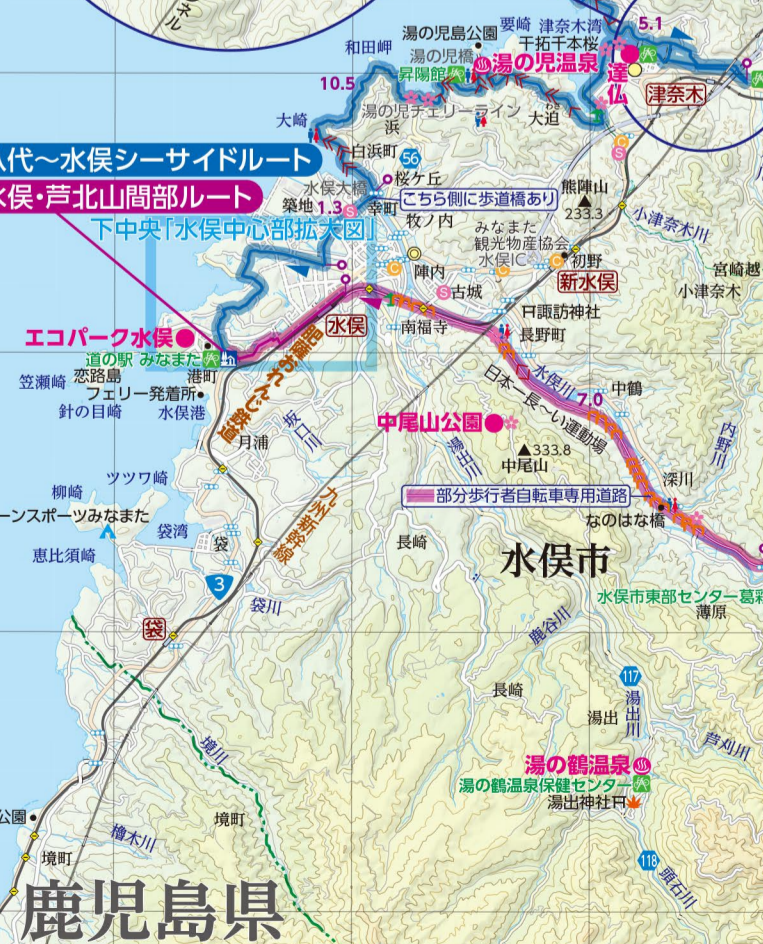 ネル
湯の児島公園
要崎
津奈木湾
5.1
和田岬
干拓千本桜
湯の児橋
昇陽館
湯の児温泉
達仏
10.5
津奈木
湯の児チェリーライン
大崎
浜
大迫
八代～水俣シーサイドルート
白浜町
56
水俣・芦北山間部ルート
水俣大橋
桜ケ丘
熊陣山
233.3
築地
1.3
幸町
こちら側に歩道橋あり
下中央「水俣中心部拡大図」
牧ノ内
小津奈木川
みなまた
観光物産協会
水俣IC
初野
陣内
新水俣
宮崎越
小津奈木
古城
諏訪神社
エコパーク水俣
水俣
南福寺
長野町
道の駅 みなまた
肥薩おれんじ鉄道
恋路島
港町
笠瀬崎
フェリー発着所
水俣川
7.0
中鶴
日本一長～い運動場
針の目崎
水俣港
坂口川
中尾山公園
内野川
月浦
湯出川
333.8
中尾山
ツツワ崎
深川
柳崎
九州新幹線
部分歩行者自転車専用道路
ーンスポーツみなまた
なのはな橋
袋湾
袋
長崎
水俣市
恵比須崎
3
袋川
水俣市東部センター葛彩
薄原
袋
鹿谷川
117
長崎
湯出川
湯出
芦刈川
境川
湯の鶴温泉
湯の鶴温泉保健センター
湯出神社
公園
境町
檜木川
境町
118
頭石川
鹿児島県